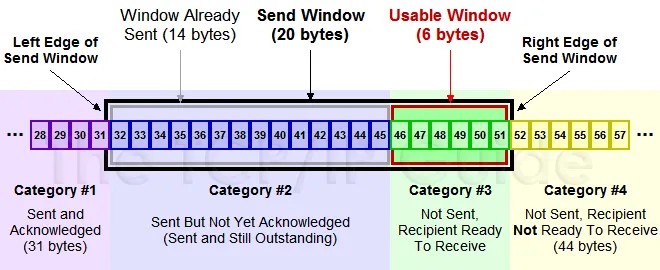 Window Already
Sent (14 bytes)
Send Window
(20 bytes)
Usable Window
(6 bytes)
Left Edge of
Send Window
Right Edge of
Send Window
... 28 29 30 31 32 33 34 35 36 37 38 39 40 41 42 43 44 45 46 47 48 49 50 51 52 53 54 55 56 57 ...
The TCP/IP Guide
Category #1
Sent and
Acknowledged
(31 bytes)
Category #2
Sent But Not Yet Acknowledged
(Sent and Still Outstanding)
Category #3
Not Sent,
Recipient Ready
To Receive
Category #4
Not Sent, Recipient
Not Ready To Receive
(44 bytes)